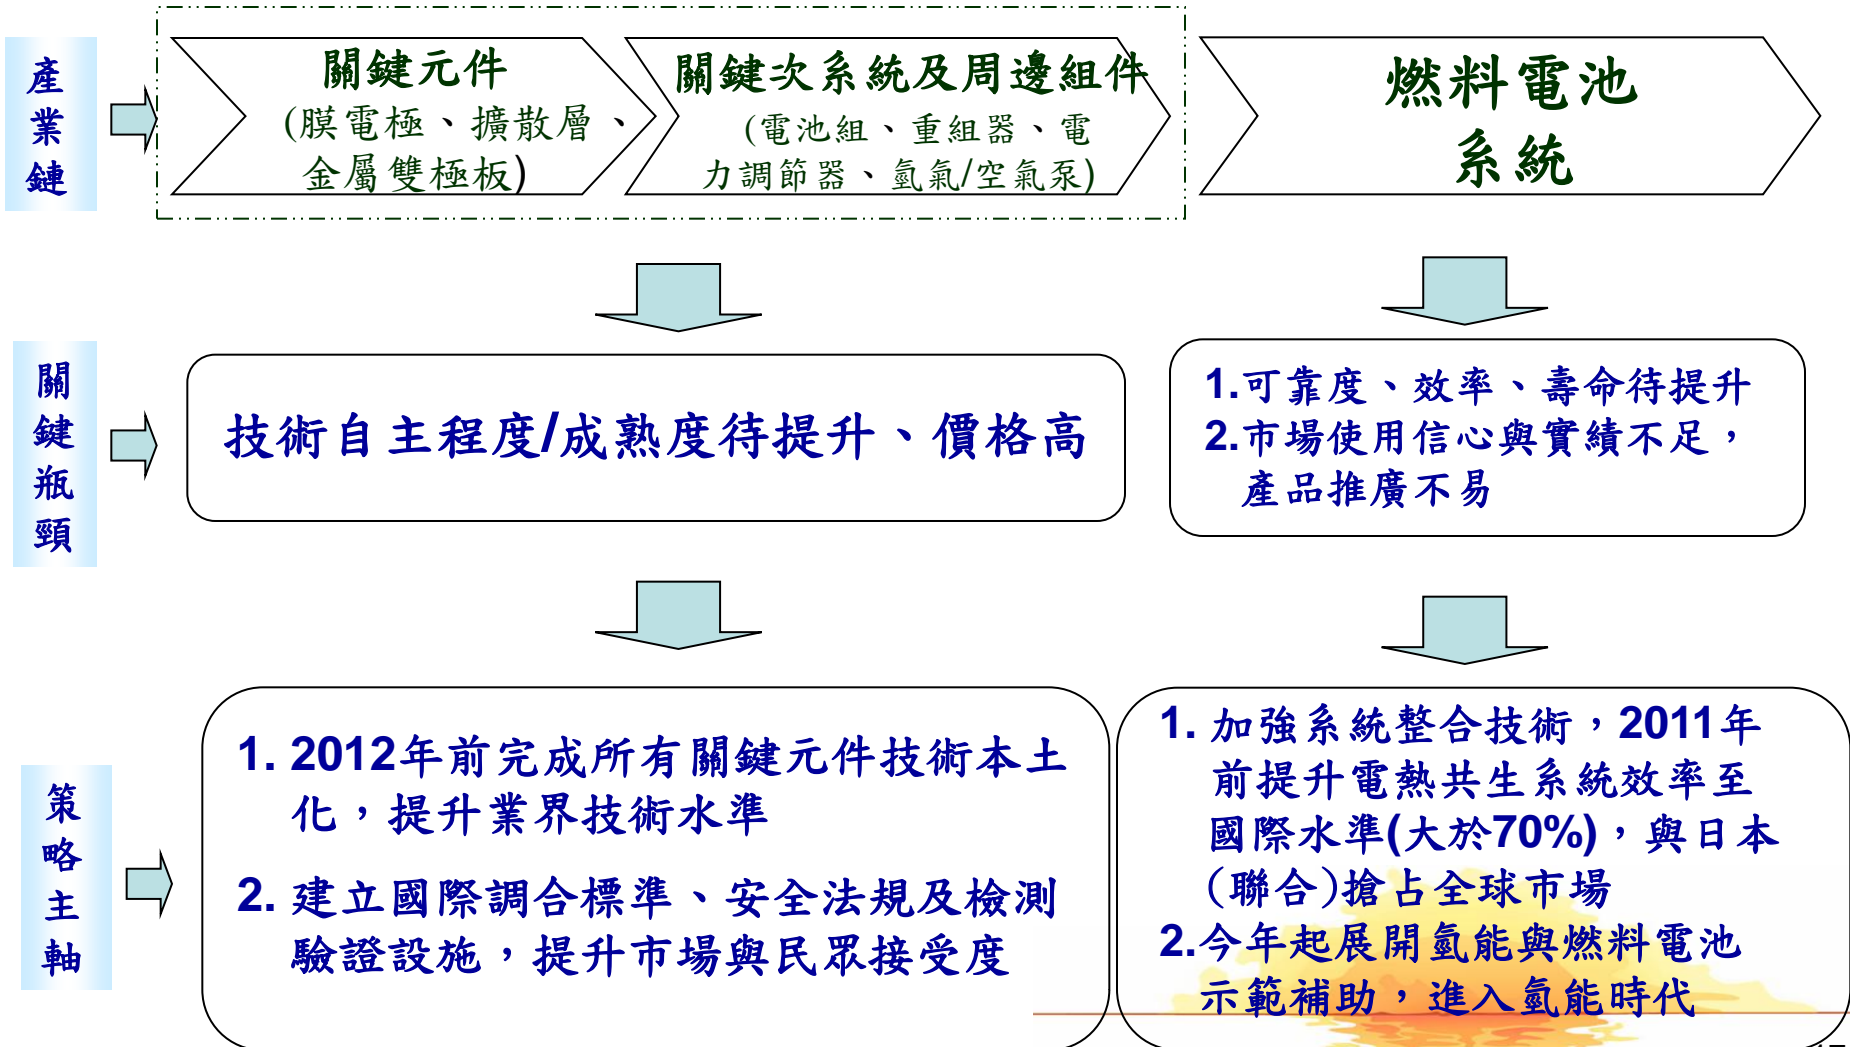 產業鏈
關鍵元件
(膜電極、擴散層、
金屬雙極板)
關鍵次系統及周邊組件
(電池組、重組器、電
力調節器、氫氣/空氣泵)
燃料電池
系統
關鍵瓶頸
技術自主程度/成熟度待提升、價格高
1.可靠度、效率、壽命待提升
2.市場使用信心與實績不足，
產品推廣不易
策略主軸
1. 2012年前完成所有關鍵元件技術本土
化，提升業界技術水準
2. 建立國際調合標準、安全法規及檢測
驗證設施，提升市場與民眾接受度
1. 加強系統整合技術，2011年
前提升電熱共生系統效率至
國際水準(大於70%)，與日本
(聯合)搶占全球市場
2.今年起展開氫能與燃料電池
示範補助，進入氫能時代